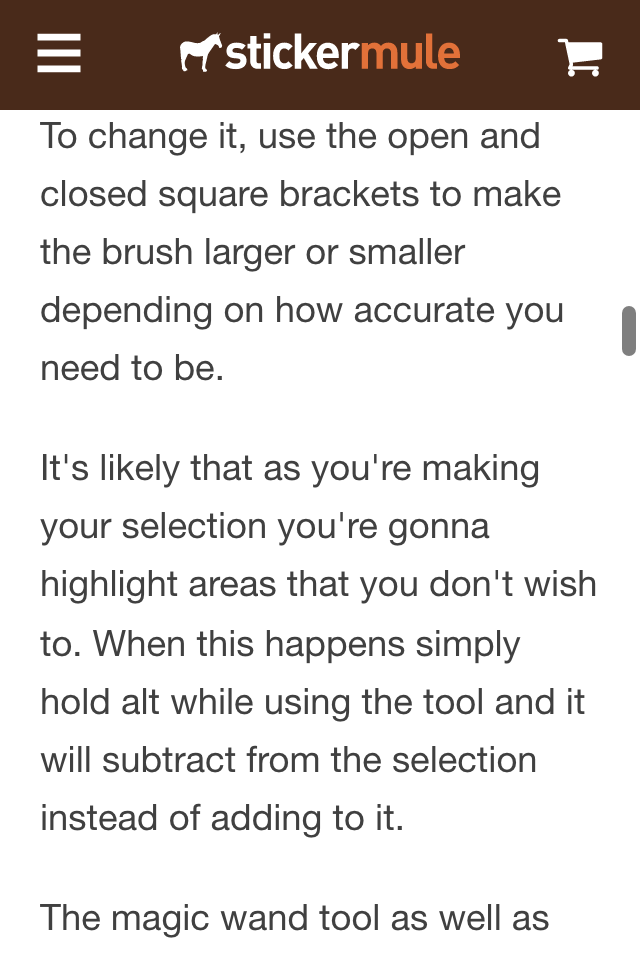 stickermule
To change it, use the open and
closed square brackets to make
the brush larger or smaller
depending on how accurate you
need to be.
It's likely that as you're making
your selection you're gonna
highlight areas that you don't wish
to. When this happens simply
hold alt while using the tool and it
will subtract from the selection
instead of adding to it.
The magic wand tool as well as